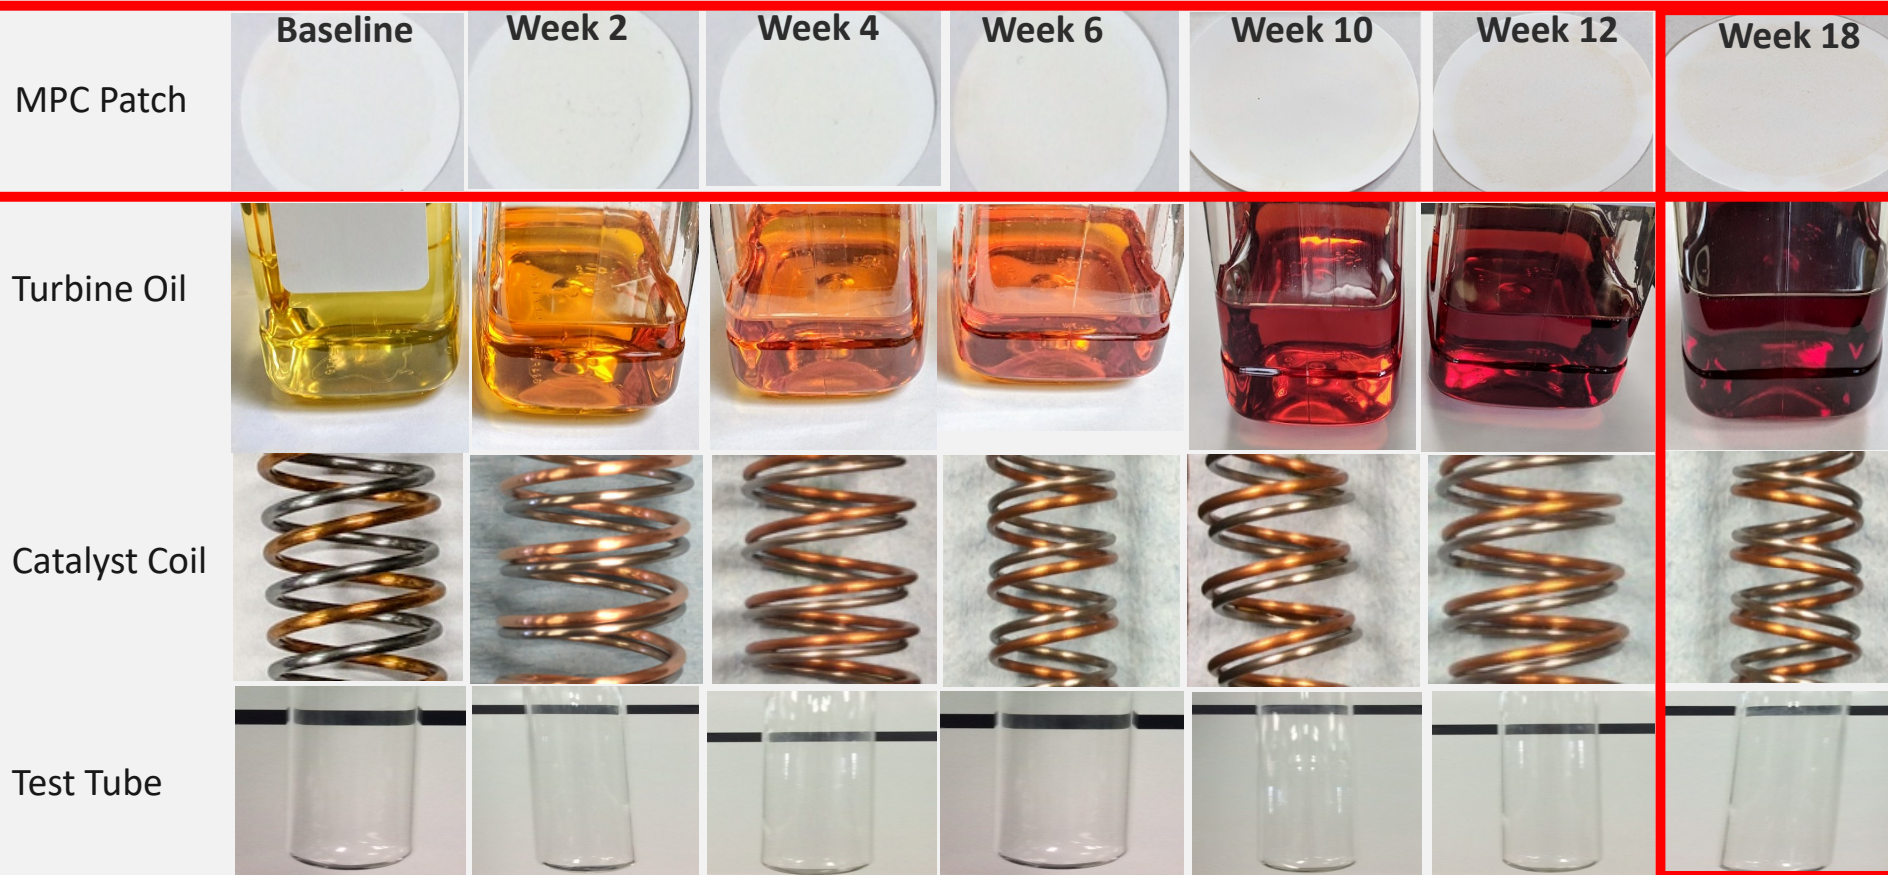 Baseline
Week 2
Week 4
Week 6
Week 10
Week 12
Week 18
MPC Patch
Turbine Oil
Catalyst Coil
Test Tube